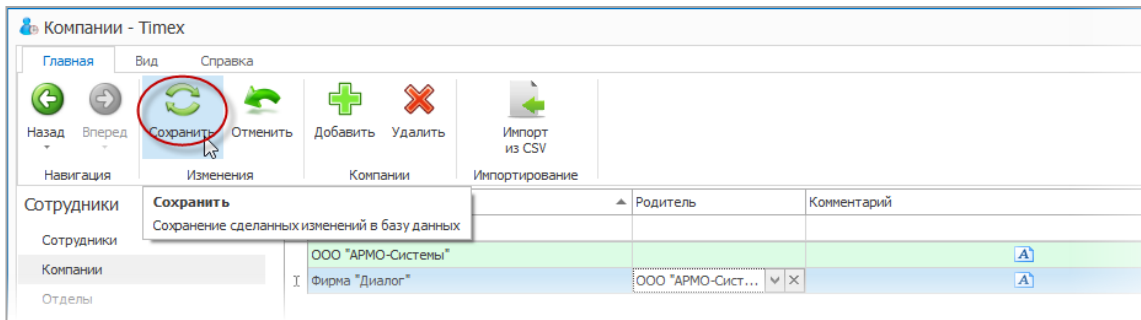 Компании - Timex
Главная Вид Справка
Назад Вперед Сохранить Отменить Добавить Удалить Импорт из CSV
Навигация Изменения Компании Импортирование
Сотрудники
Сотрудники
Компании
Отделы
Сохранить
Сохранение сделанных изменений в базу данных
Родитель Комментарий
ООО "АРМО-Системы"
Фирма "Диалог" ООО "АРМО-Сист...